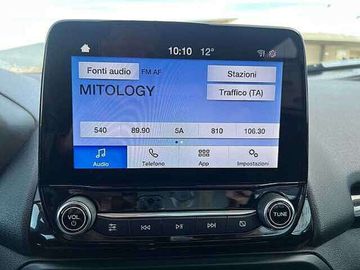 10:10 12°
Fonti audio FM AF Stazioni
MITOLOGY Traffico (TA)
540 89.90 5A 810 106.30
Audio Telefono App Impostazioni
VOL TUNE